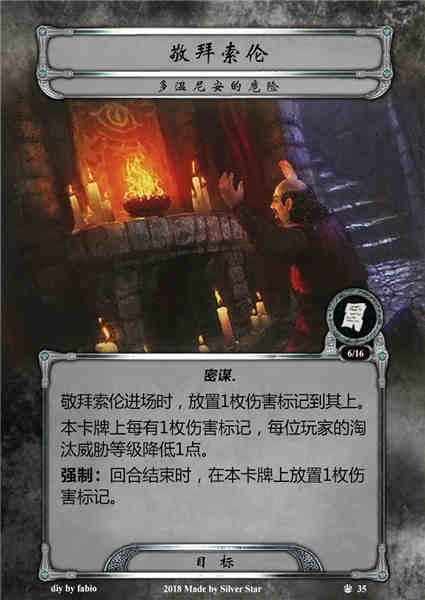 敬拜索伦
多温尼安的危险
6/16
密谋.
敬拜索伦进场时，放置1枚伤害标记到其上。
本卡牌上每有1枚伤害标记，每位玩家的淘
汰威胁等级降低1点。
强制：回合结束时，在本卡牌上放置1枚伤
害标记。
目标
diy by fabio
2018 Made by Silver Star
35